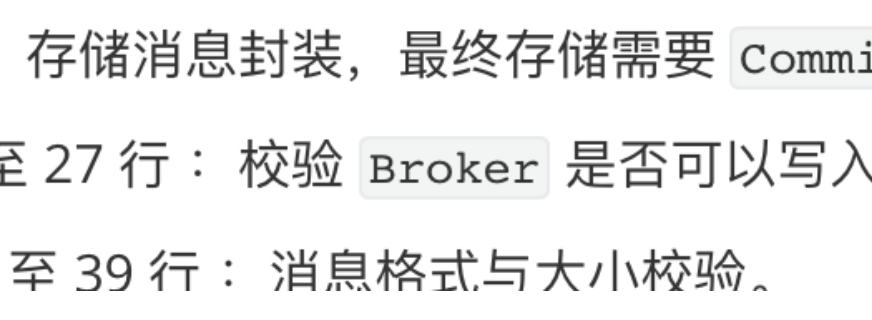 存储消息封装，最终存储需要 Commi
至 27 行 ： 校验 Broker 是否可以写入
至 39 行 ： 消息格式与大小校验。